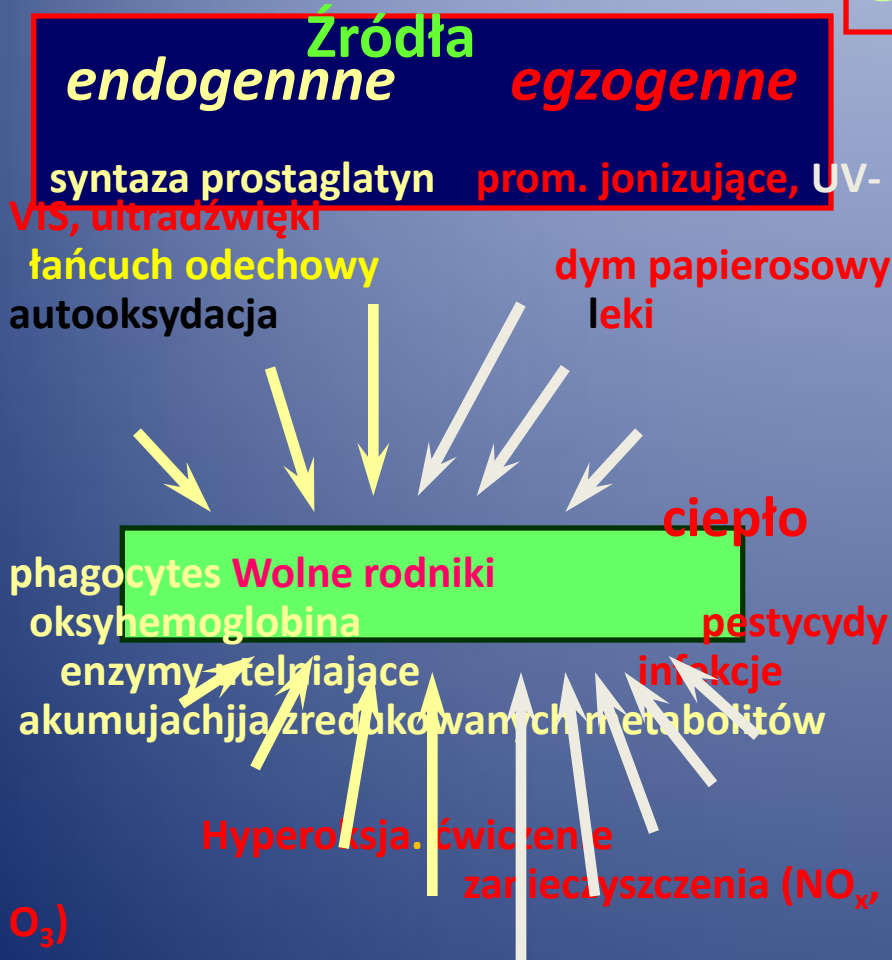 Źródła
endogennne egzogenne
syntaza prostaglatyn prom. jonizujące, UV-
VIS, ultradźwięki
łańcuch odechowy dym papierosowy
autooksydacja leki
ciepło
phagocytes Wolne rodniki
oksyhemoglobina pestycydy
enzymy utelniające infekcje
akumujachjja zredukowanych metabolitów
Hyperoksja. ćwiczenie
zanieczyszczenia (NOₓ,
O₃)